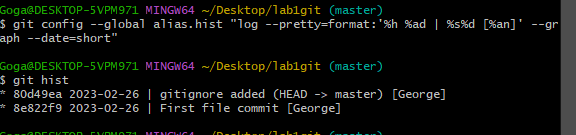 Goga@DESKTOP-5VPM971 MINGW64 ~/Desktop/lab1git (master)
$ git config --global alias.hist "log --pretty=format:'%h %ad | %s%d [%an]' --gr
aph --date=short"
Goga@DESKTOP-5VPM971 MINGW64 ~/Desktop/lab1git (master)
$ git hist
* 80d49ea 2023-02-26 | gitignore added (HEAD -> master) [George]
* 8e822f9 2023-02-26 | First file commit [George]